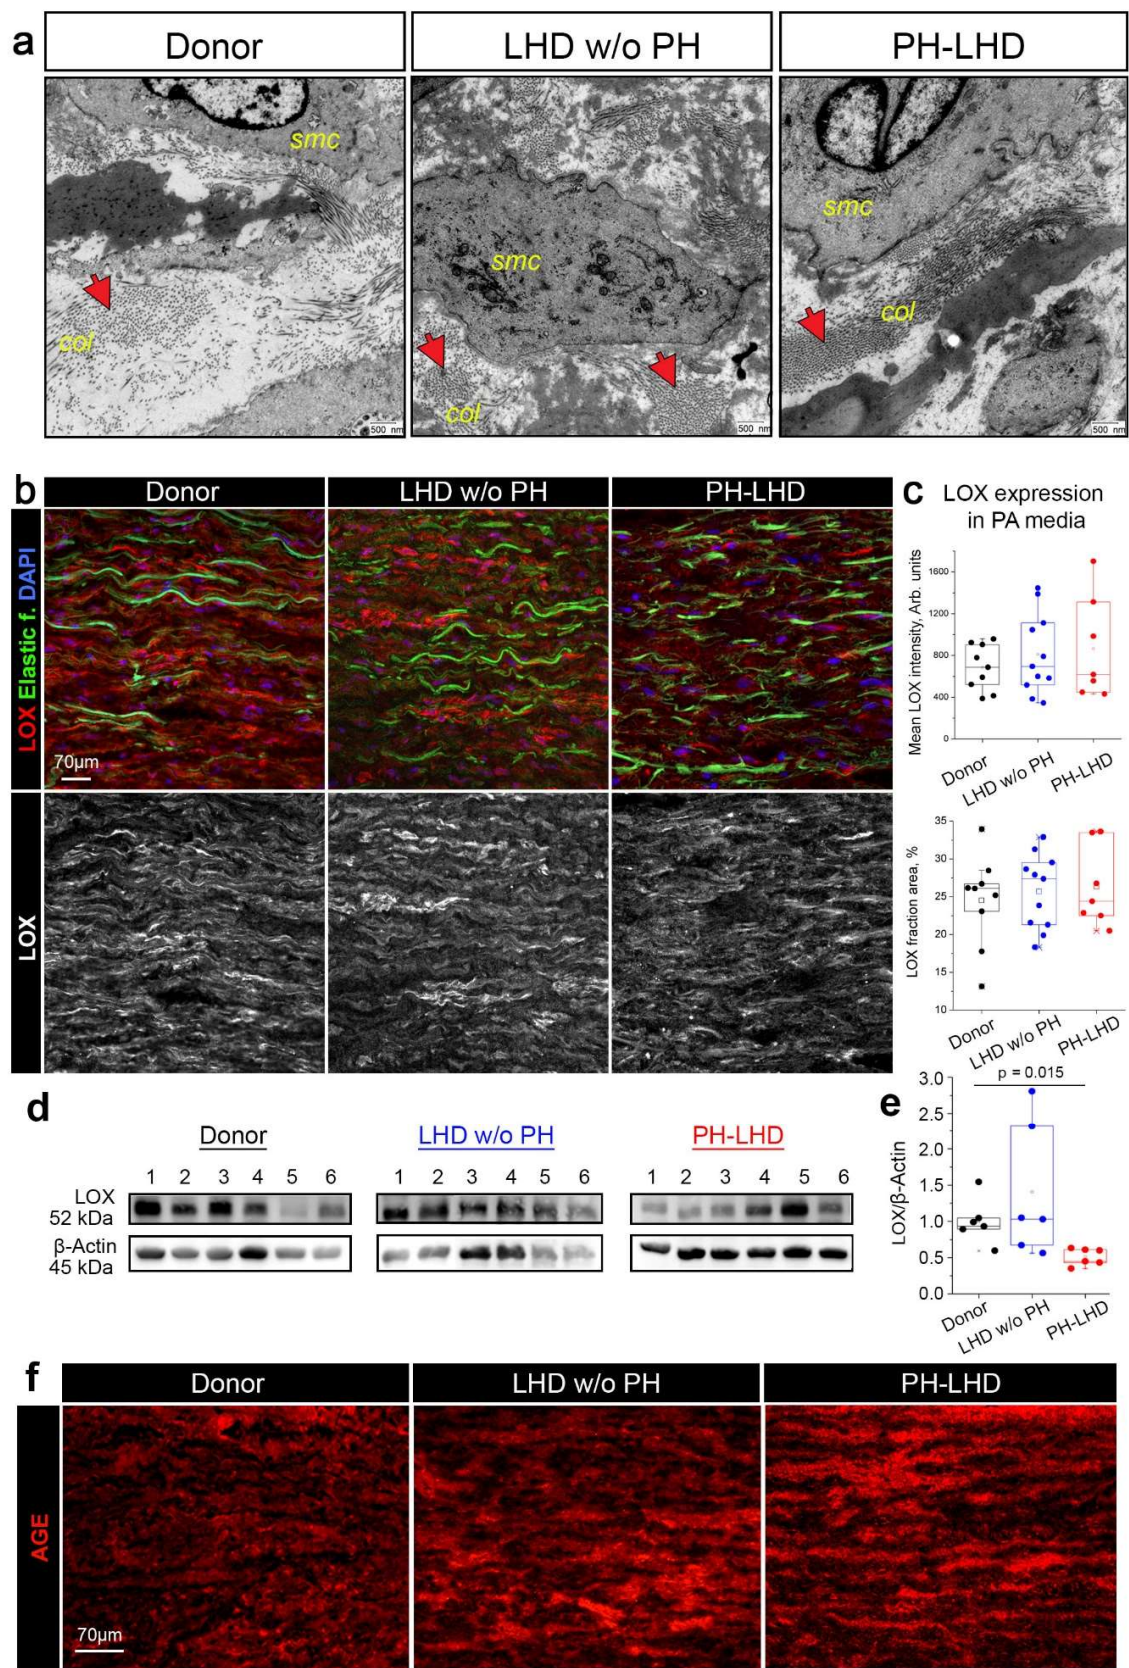 a
Donor
LHD w/o PH
PH-LHD
smc
col
500 nm
smc
col
500 nm
smc
col
500 nm
b
Donor
LHD w/o PH
PH-LHD
LOX Elastic f. DAPI
70µm
LOX
c
LOX expression
in PA media
Mean LOX intensity, Arb. units
1600
1200
800
400
0
Donor
LHD w/o PH
PH-LHD
LOX fraction area, %
35
30
25
20
15
10
Donor
LHD w/o PH
PH-LHD
d
Donor
LHD w/o PH
PH-LHD
1 2 3 4 5 6
1 2 3 4 5 6
1 2 3 4 5 6
LOX
52 kDa
β-Actin
45 kDa
e
p = 0.015
LOX/β-Actin
3.0
2.5
2.0
1.5
1.0
0.5
0.0
Donor
LHD w/o PH
PH-LHD
f
Donor
LHD w/o PH
PH-LHD
AGE
70µm